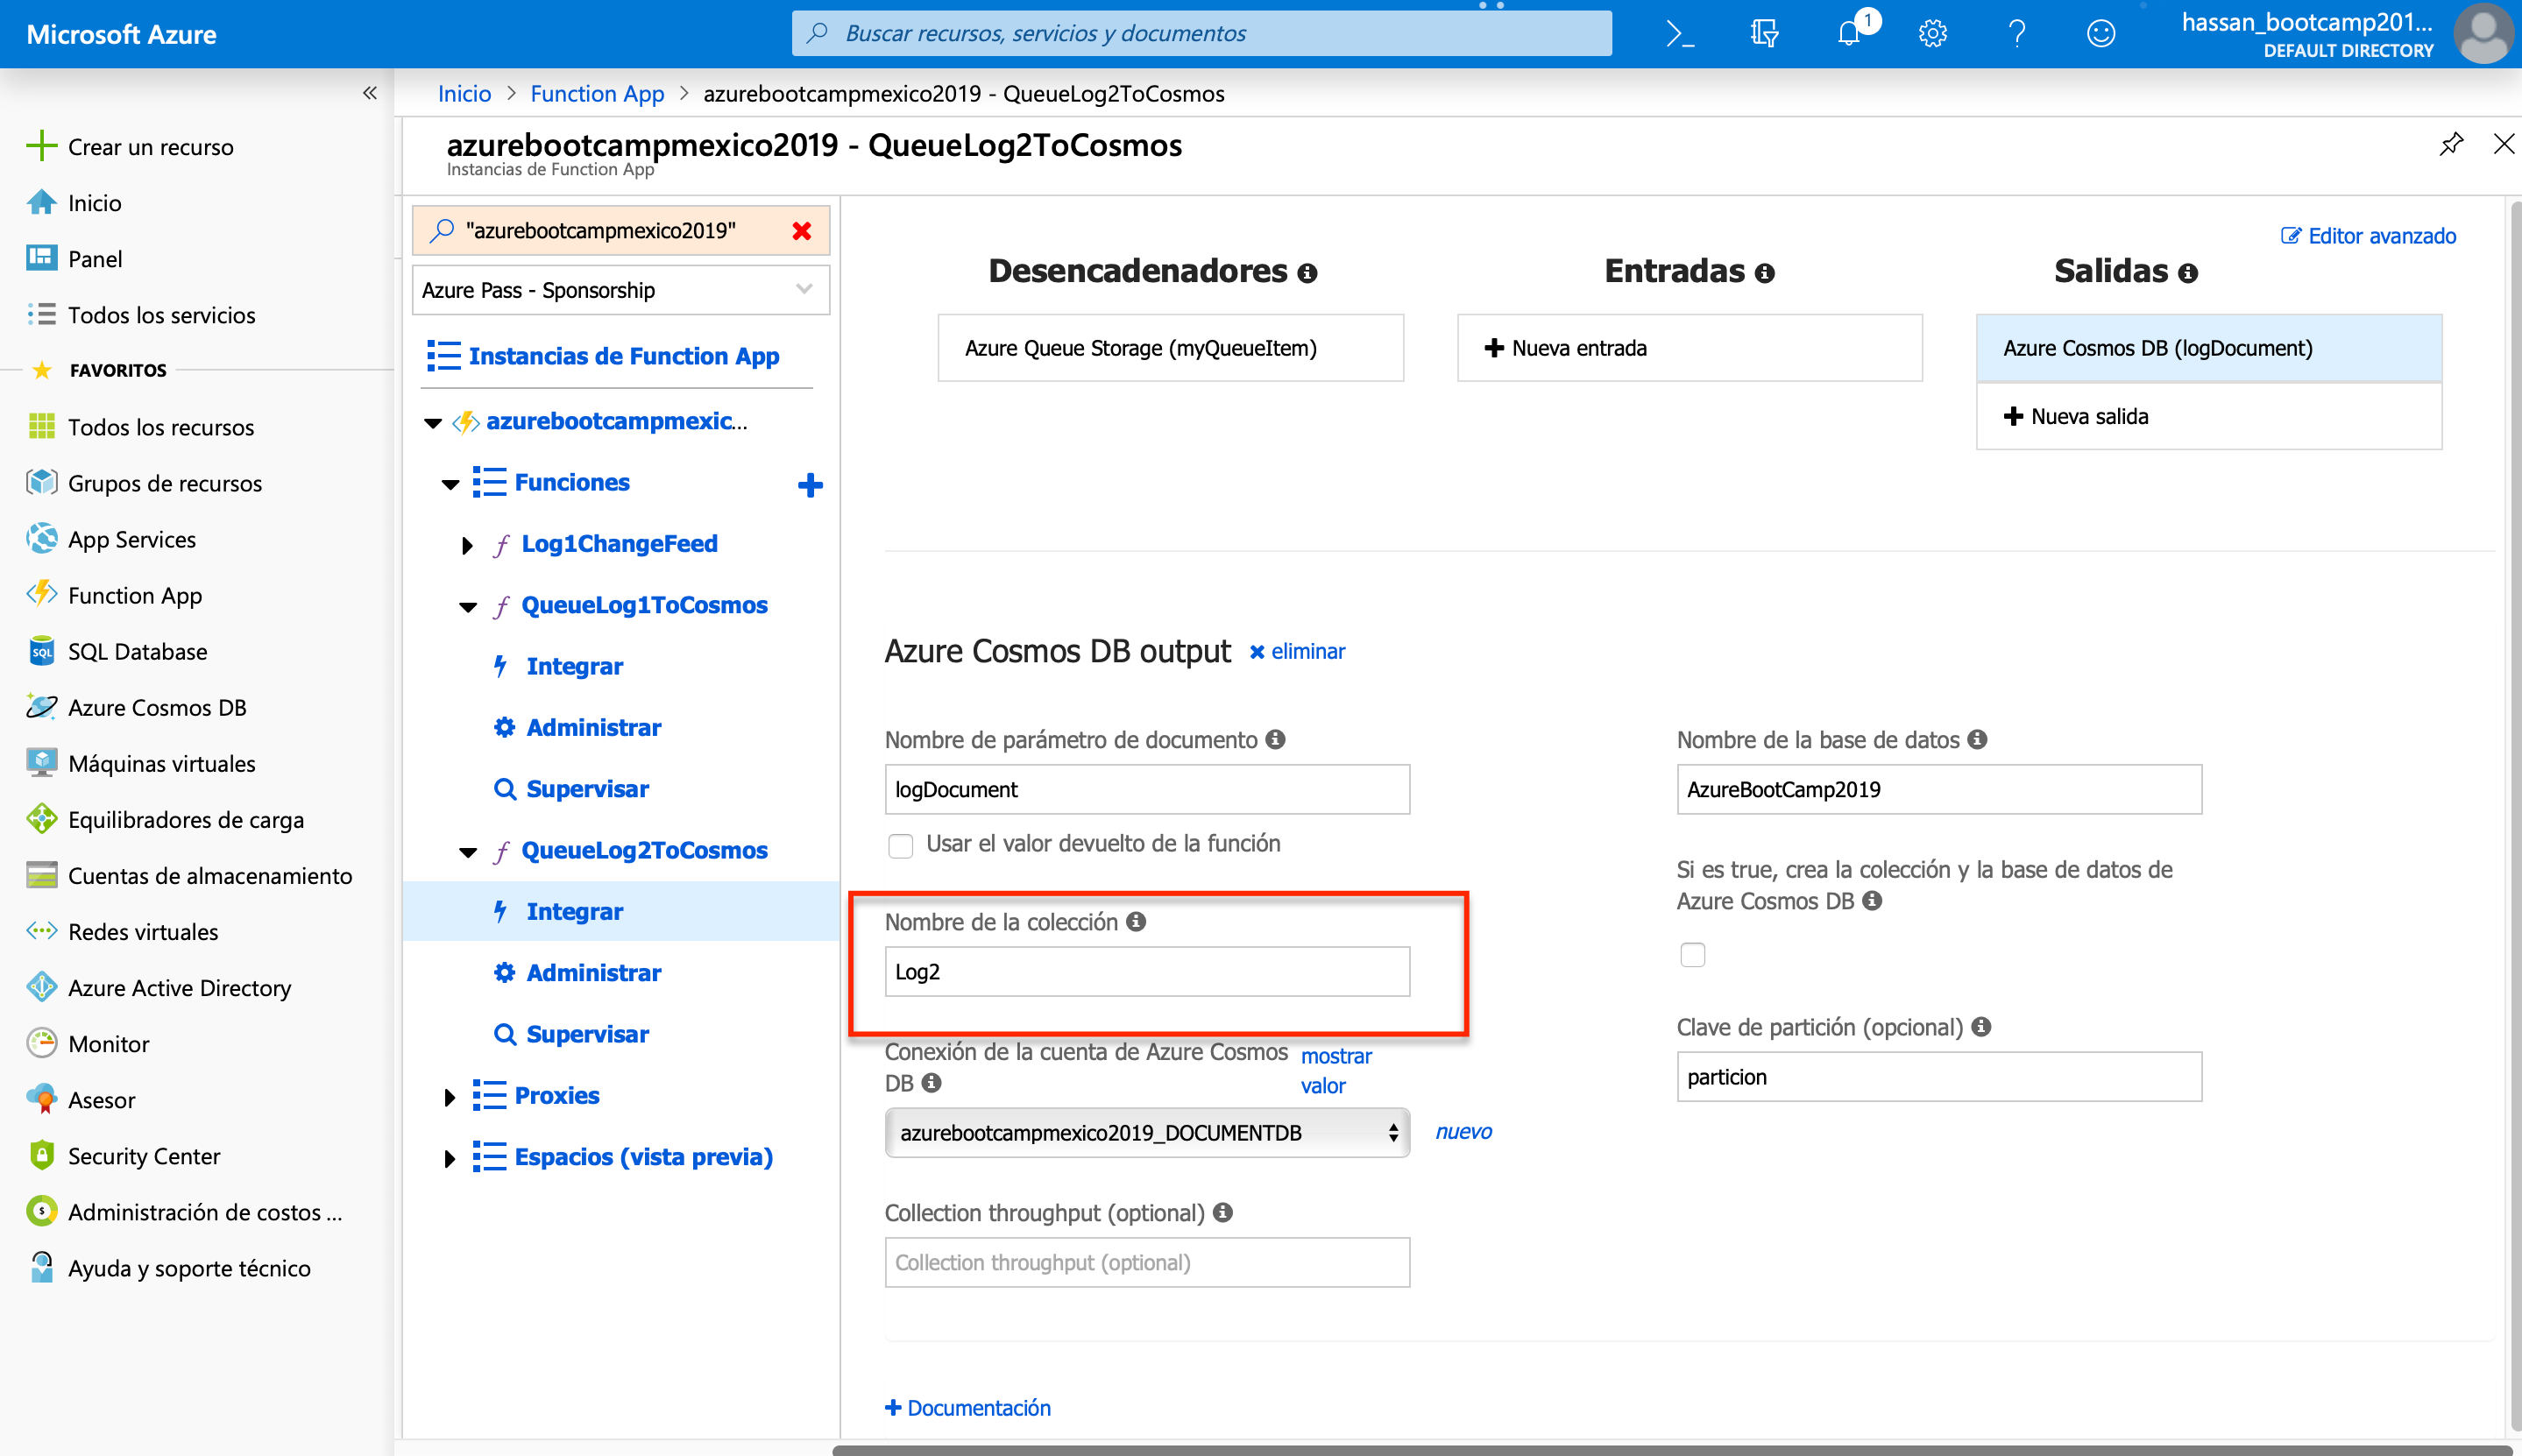 Microsoft Azure
Buscar recursos, servicios y documentos
1
hassan_bootcamp201...
DEFAULT DIRECTORY
Inicio > Function App > azurebootcampmexico2019 - QueueLog2ToCosmos
azurebootcampmexico2019 - QueueLog2ToCosmos
Instancias de Function App
Crear un recurso
Inicio
Panel
Todos los servicios
FAVORITOS
Todos los recursos
Grupos de recursos
App Services
Function App
SQL
SQL Database
Azure Cosmos DB
Máquinas virtuales
Equilibradores de carga
Cuentas de almacenamiento
Redes virtuales
Azure Active Directory
Monitor
Asesor
Security Center
Administración de costos ...
Ayuda y soporte técnico
"azurebootcampmexico2019"
Azure Pass - Sponsorship
Instancias de Function App
azurebootcampmexic...
Funciones
Log1ChangeFeed
QueueLog1ToCosmos
Integrar
Administrar
Supervisar
QueueLog2ToCosmos
Integrar
Administrar
Supervisar
Proxies
Espacios (vista previa)
Editor avanzado
Desencadenadores
Azure Queue Storage (myQueueItem)
Entradas
Nueva entrada
Salidas
Azure Cosmos DB (logDocument)
Nueva salida
Azure Cosmos DB output
eliminar
Nombre de parámetro de documento
logDocument
Usar el valor devuelto de la función
Nombre de la colección
Log2
Conexión de la cuenta de Azure Cosmos
DB
mostrar
valor
azurebootcampmexico2019_DOCUMENTDB
nuevo
Collection throughput (optional)
Collection throughput (optional)
Nombre de la base de datos
AzureBootCamp2019
Si es true, crea la colección y la base de datos de
Azure Cosmos DB
Clave de partición (opcional)
particion
Documentación